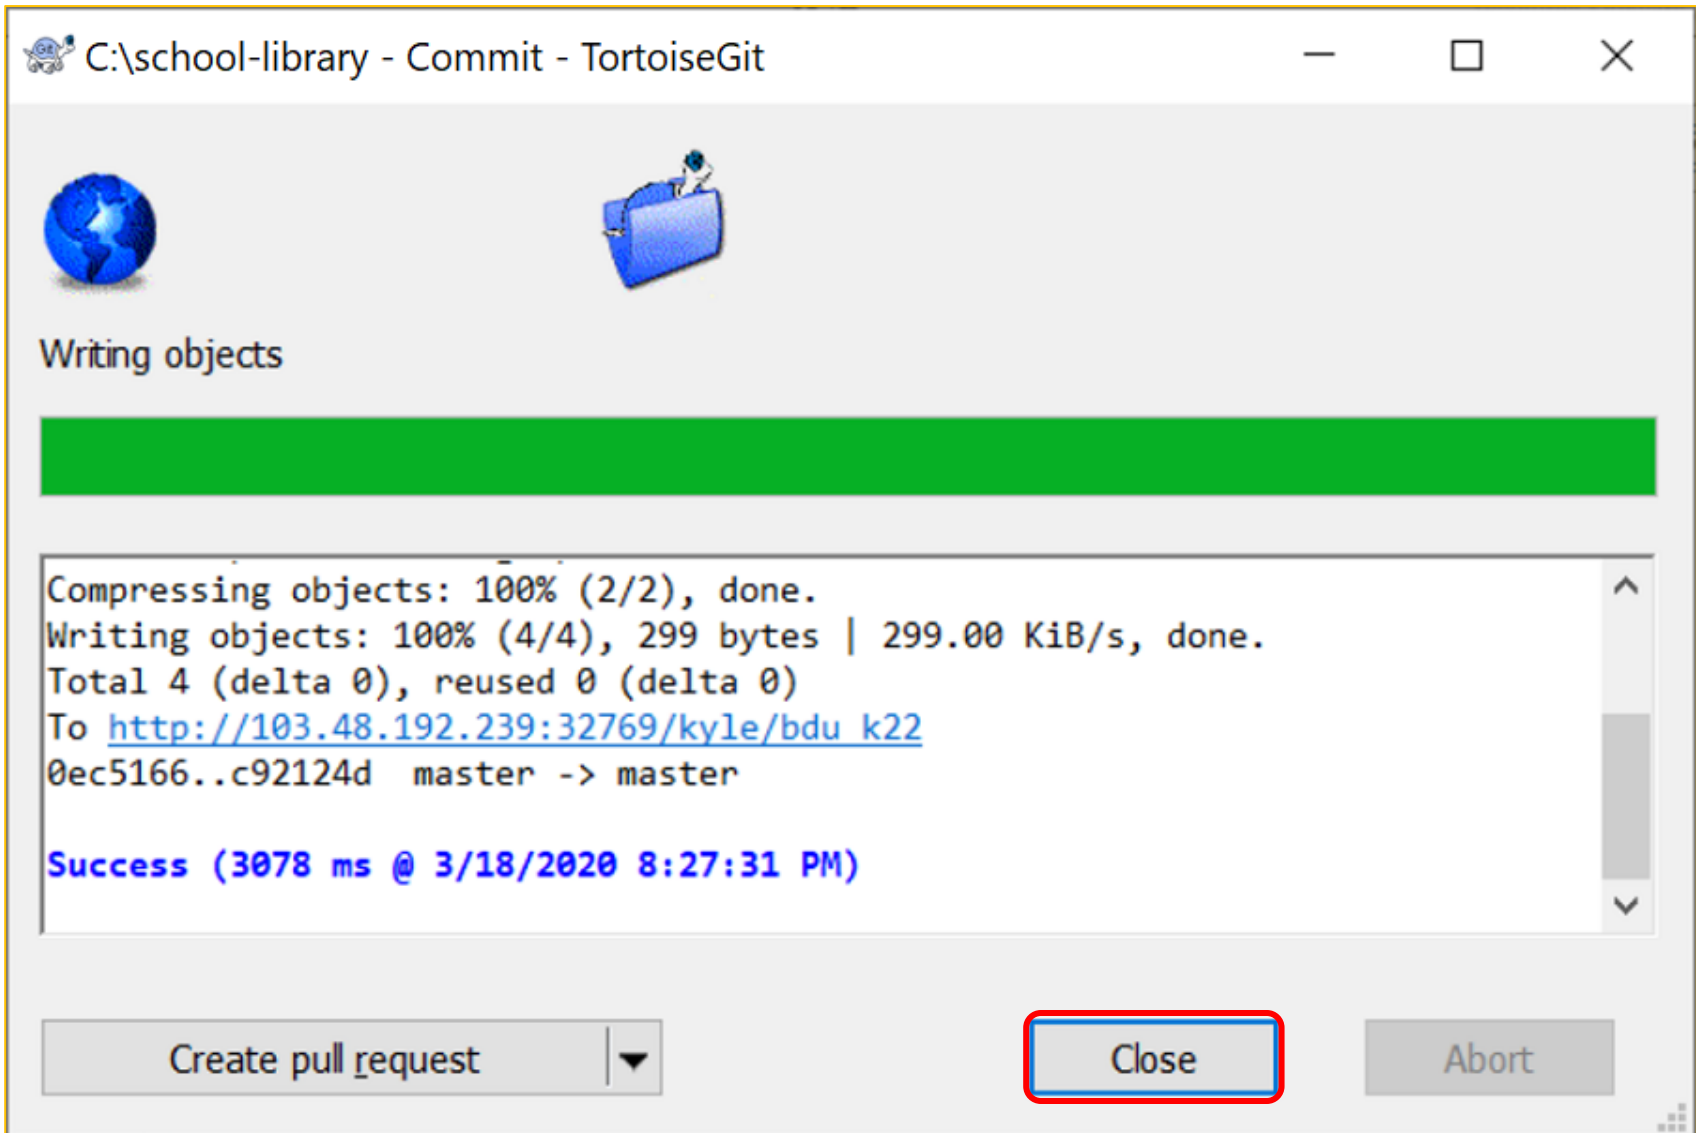 C:\school-library - Commit - TortoiseGit
Writing objects
Compressing objects: 100% (2/2), done.
Writing objects: 100% (4/4), 299 bytes | 299.00 KiB/s, done.
Total 4 (delta 0), reused 0 (delta 0)
To http://103.48.192.239:32769/kyle/bdu_k22
0ec5166..c92124d  master -> master
Success (3078 ms @ 3/18/2020 8:27:31 PM)
Create pull request
Close
Abort